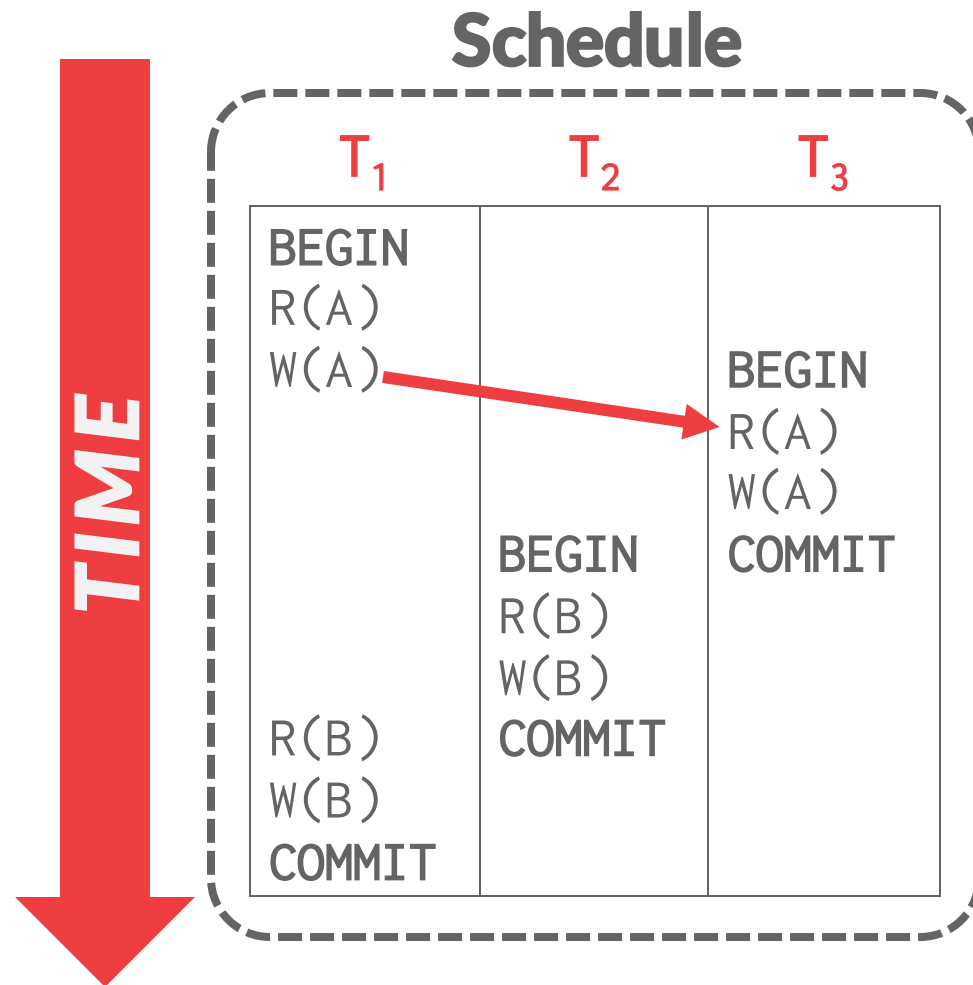 Schedule
TIME
T₁ T₂ T₃
BEGIN
R(A)
W(A) BEGIN
R(A)
W(A)
BEGIN COMMIT
R(B)
W(B)
R(B) COMMIT
W(B)
COMMIT